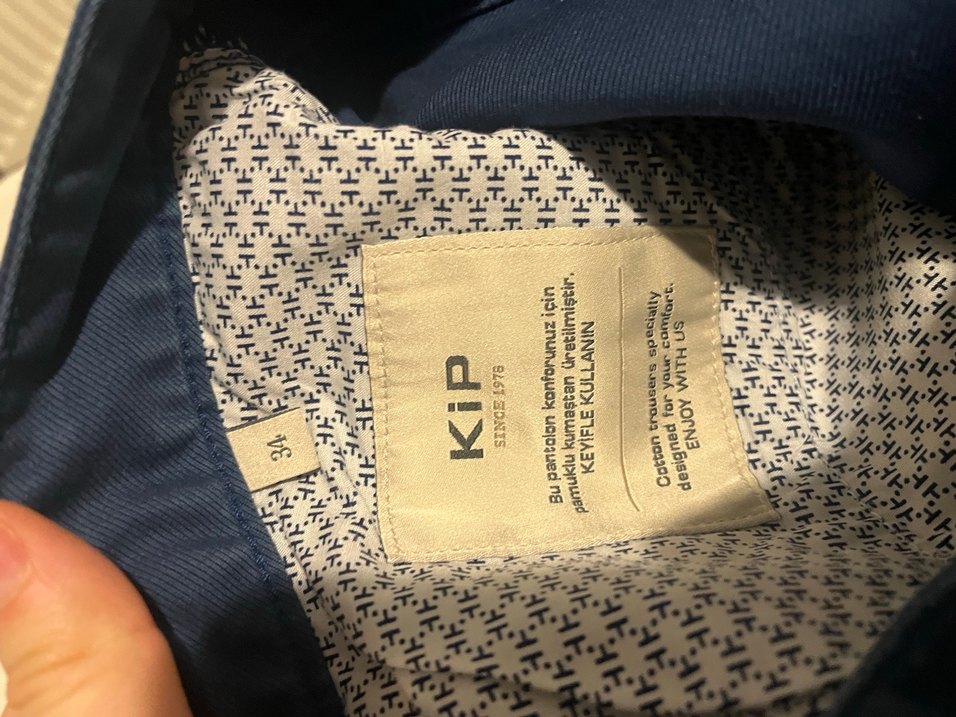 KiP
SINCE 1978
Bu pantolon konforunuz için
pamuklu kumaştan üretilmiştir.
KEYİFLE KULLANIN
Cotton trousers specially
designed for your comfort.
ENJOY WITH US
34